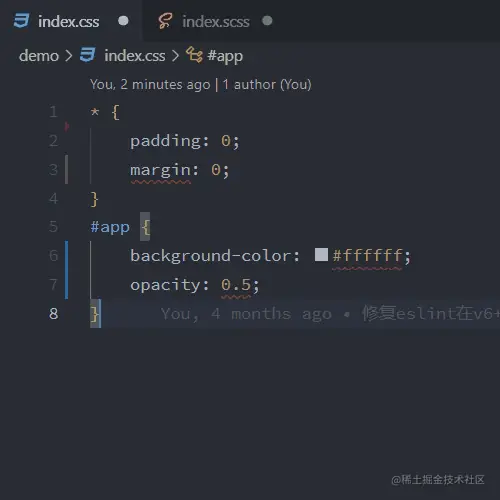 index.css index.scss
demo > index.css > #app
You, 2 minutes ago | 1 author (You)
1 * {
2 padding: 0;
3 margin: 0;
4 }
5 #app {
6 background-color: #ffffff;
7 opacity: 0.5;
8 } You, 4 months ago • 修复eslint在v6+
@稀土掘金技术社区